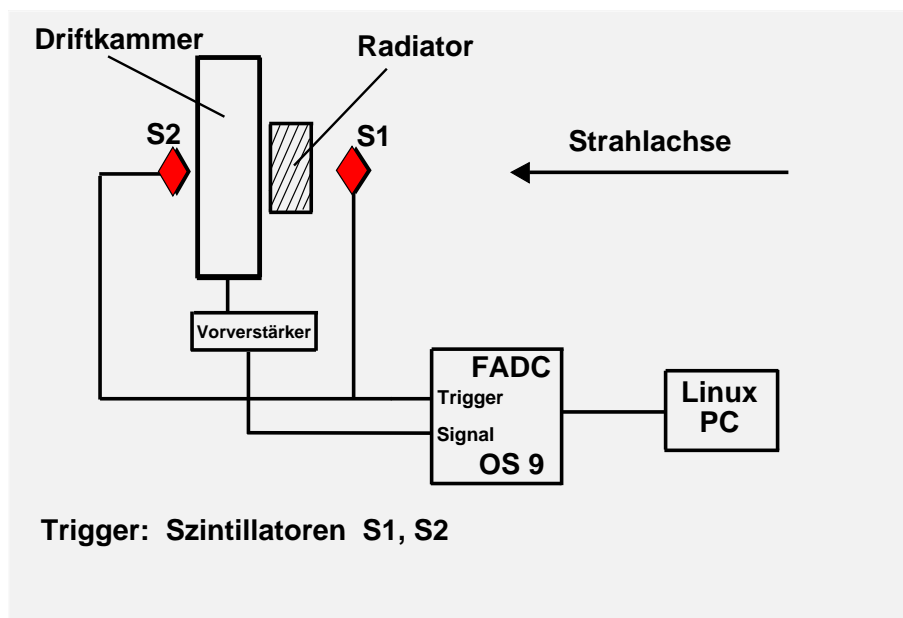 Driftkammer
Radiator
S2
S1
Strahlachse
Vorverstärker
FADC
Trigger
Signal
OS 9
Linux
PC
Trigger: Szintillatoren S1, S2